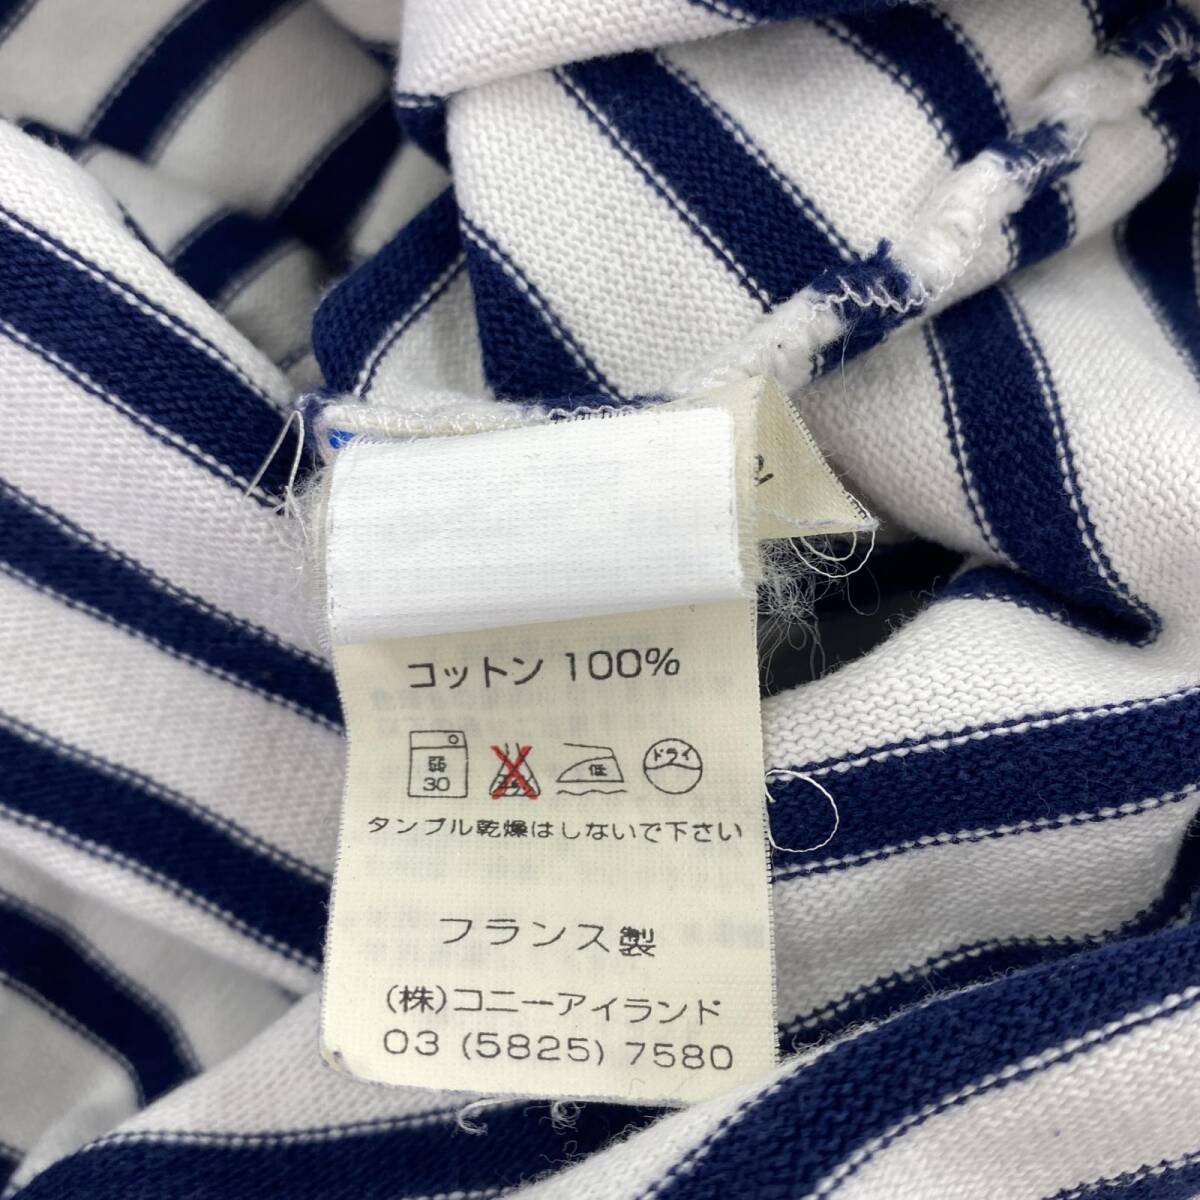 コットン 100%
弱 30 低 ドライ
タンブル乾燥はしないで下さい
フランス製
(株)コニーアイランド
03 (5825) 7580